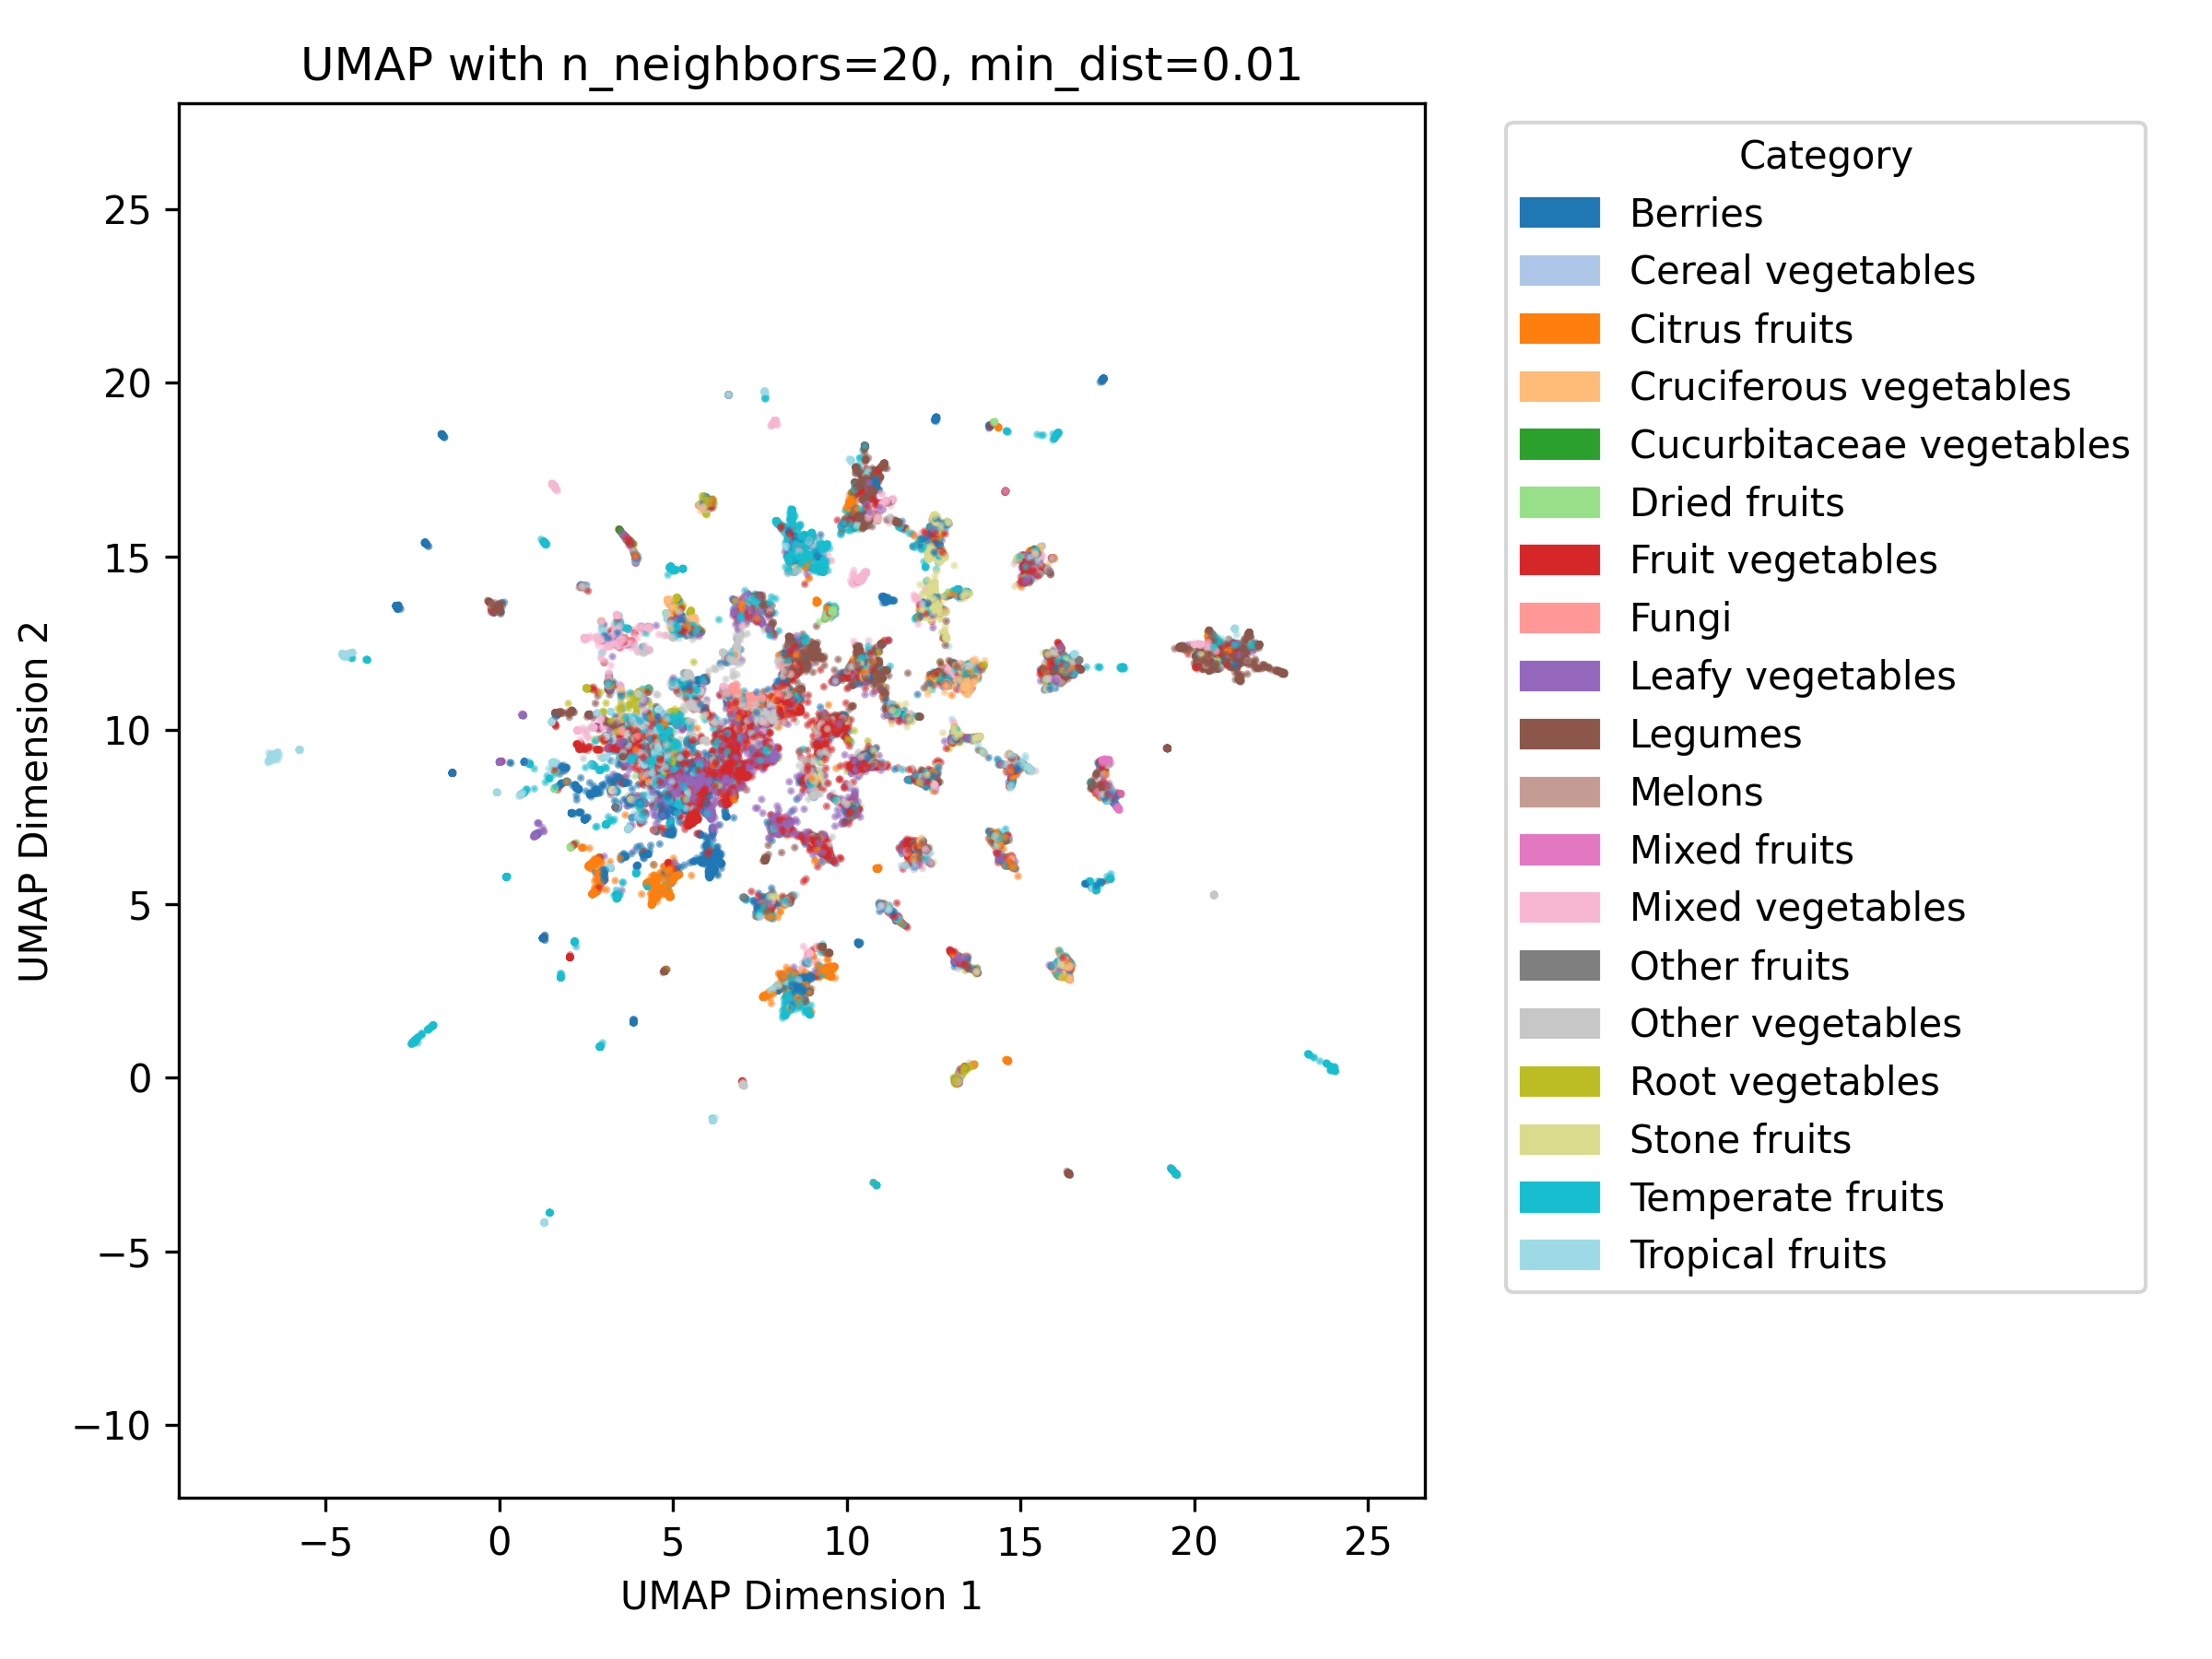 UMAP with n_neighbors=20, min_dist=0.01
UMAP Dimension 2
25
20
15
10
5
0
−5
−10
−5
0
5
10
15
20
25
UMAP Dimension 1
Category
Berries
Cereal vegetables
Citrus fruits
Cruciferous vegetables
Cucurbitaceae vegetables
Dried fruits
Fruit vegetables
Fungi
Leafy vegetables
Legumes
Melons
Mixed fruits
Mixed vegetables
Other fruits
Other vegetables
Root vegetables
Stone fruits
Temperate fruits
Tropical fruits